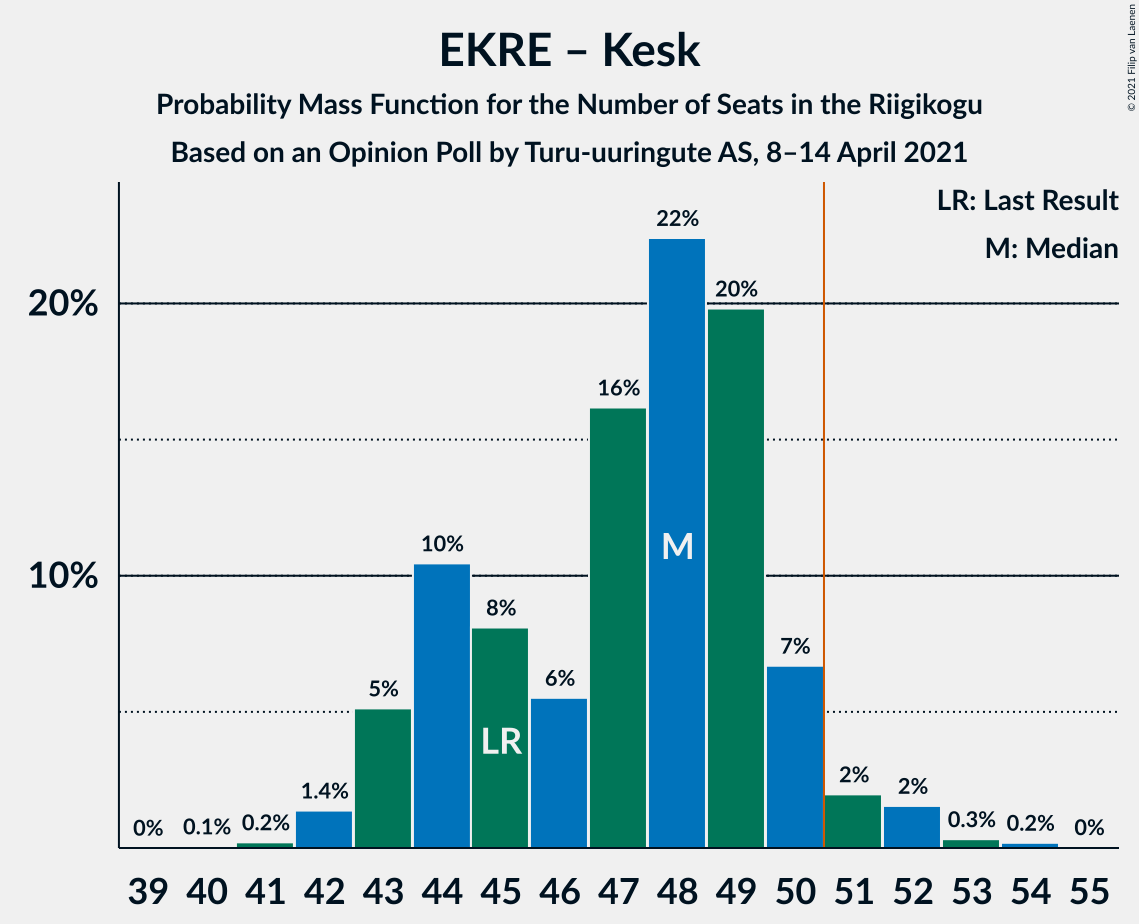 EKRE – Kesk
Probability Mass Function for the Number of Seats in the Riigikogu
Based on an Opinion Poll by Turu-uuringute AS, 8–14 April 2021
© 2021 Filip van Laenen
LR: Last Result
M: Median
20%
10%
0%
0.1%
0.2%
1.4%
5%
10%
8%
6%
16%
22%
20%
7%
2%
2%
0.3%
0.2%
0%
LR
M
39 40 41 42 43 44 45 46 47 48 49 50 51 52 53 54 55